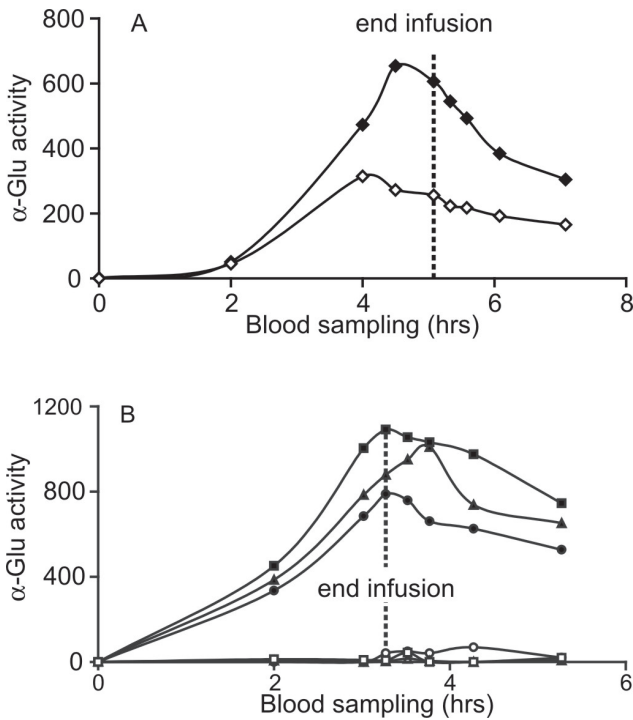 A
end infusion
α-Glu activity
800
600
400
200
0
0 2 4 6 8
Blood sampling (hrs)
B
α-Glu activity
1200
800
400
0
end infusion
0 2 4 6
Blood sampling (hrs)